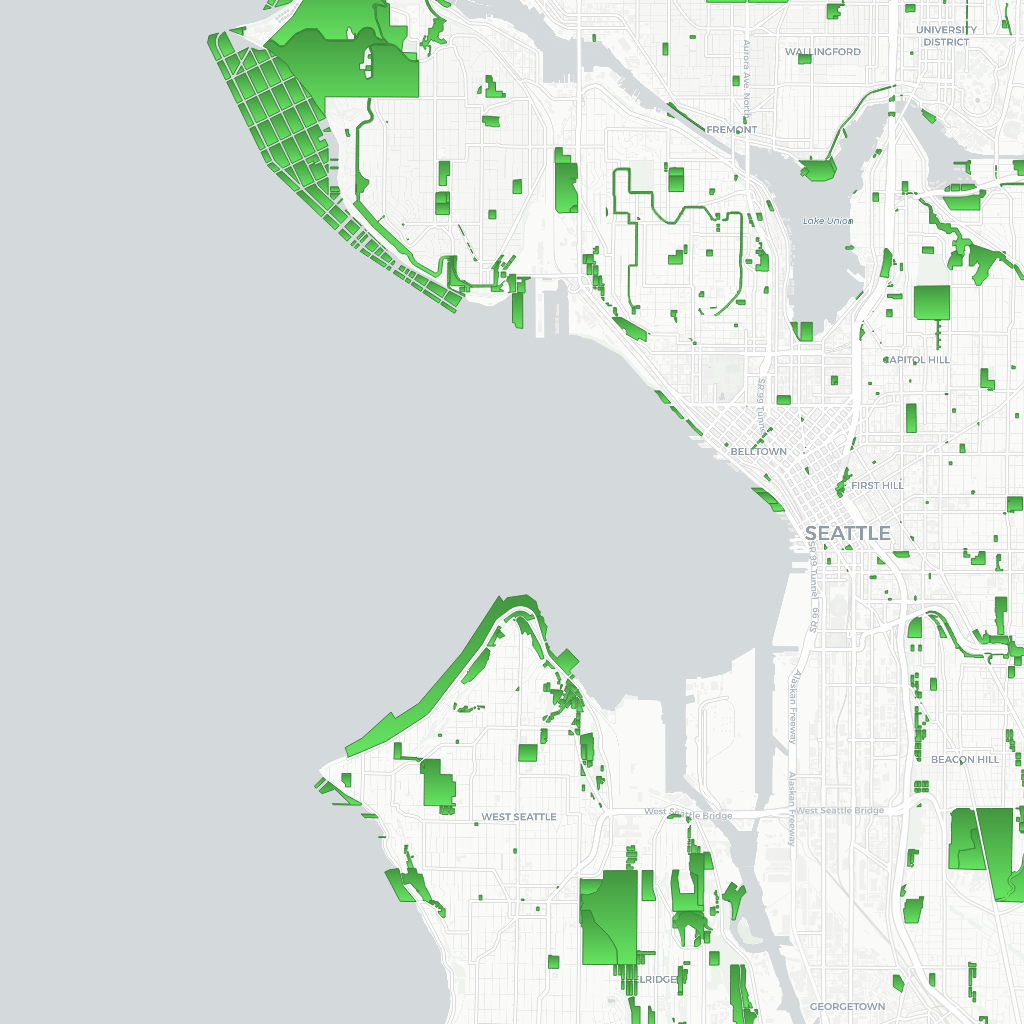 UNIVERSITY
DISTRICT
WALLINGFORD
Aurora Ave. North
FREMONT
Lake Union
CAPITOL HILL
SR 99 Tunnel
BELLTOWN
FIRST HILL
SEATTLE
SR 99 Tunnel
SR 99
Alaskan Freeway
BEACON HILL
Alaskan Freeway
West Seattle Bridge
West Seattle Bridge
WEST SEATTLE
GEORGETOWN